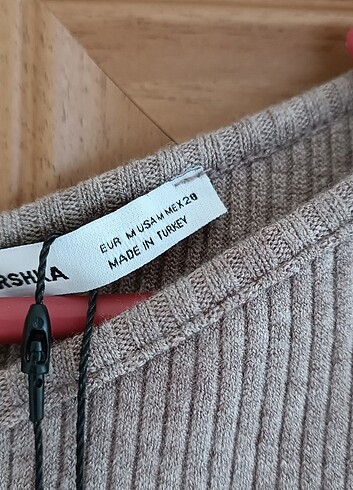 RSHKA
EUR M USA M MEX 28
MADE IN TURKEY